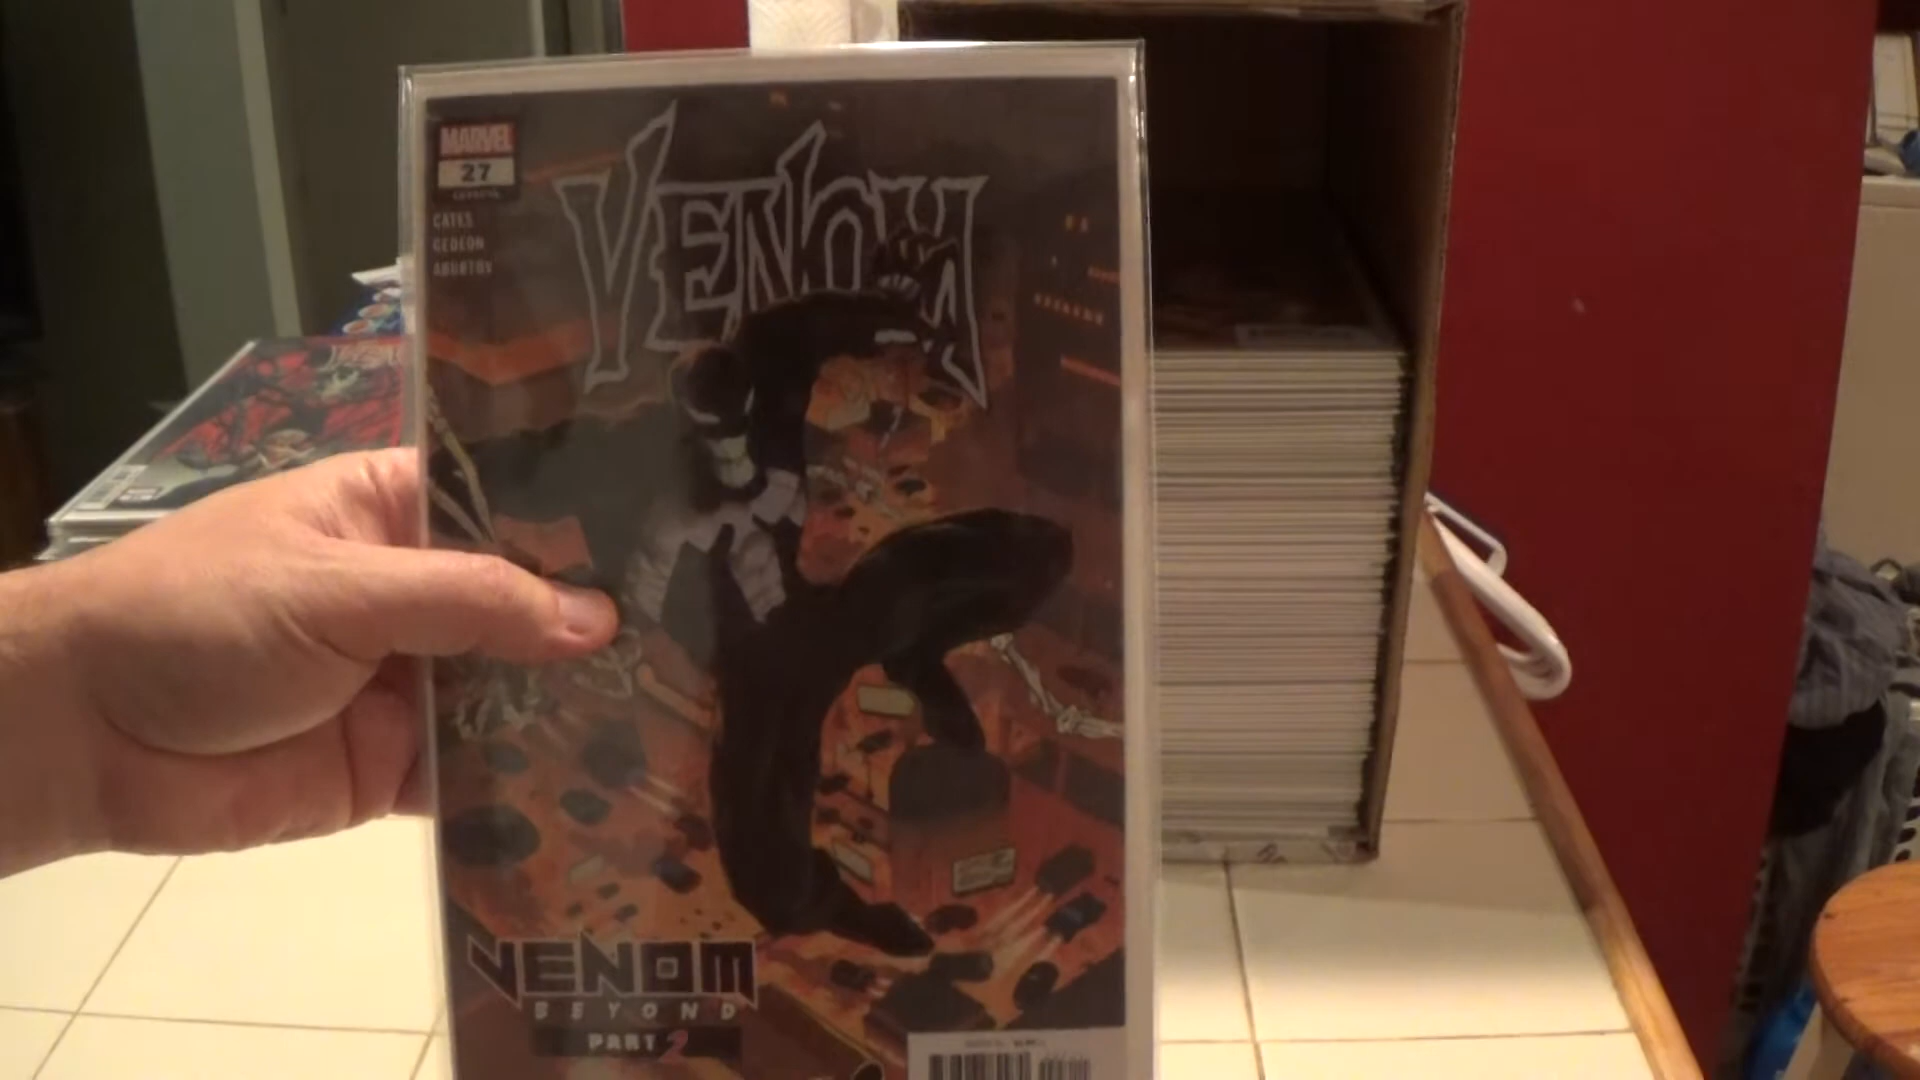 MARVEL
27
CATES
GEDEON
ABURTOV
VENOM
VENOM
BEYOND
PART 2